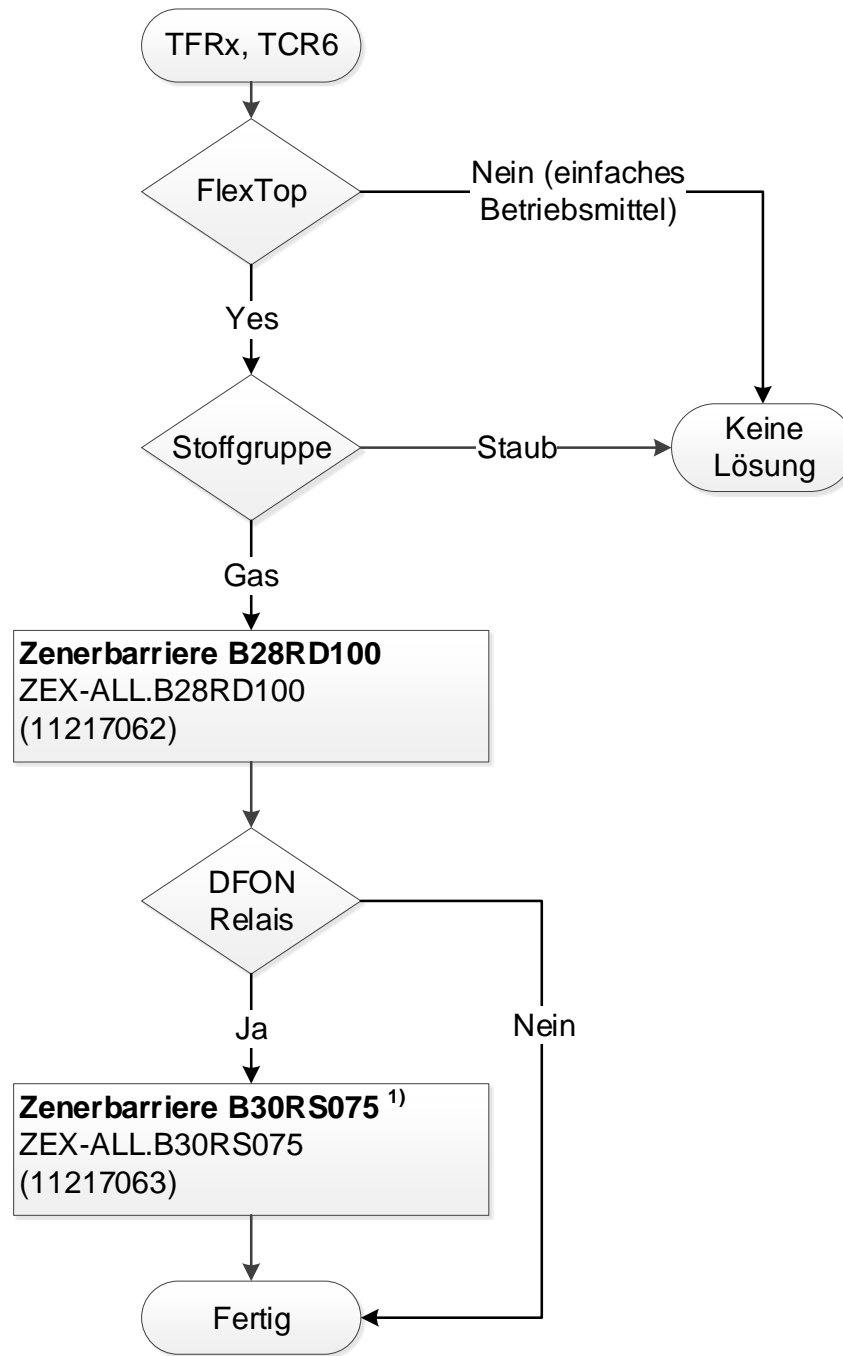 TFRx, TCR6
FlexTop
Nein (einfaches
Betriebsmittel)
Yes
Stoffgruppe
Staub
Keine
Lösung
Gas
Zenerbarriere B28RD100
ZEX-ALL.B28RD100
(11217062)
DFON
Relais
Ja
Nein
Zenerbarriere B30RS075 1)
ZEX-ALL.B30RS075
(11217063)
Fertig